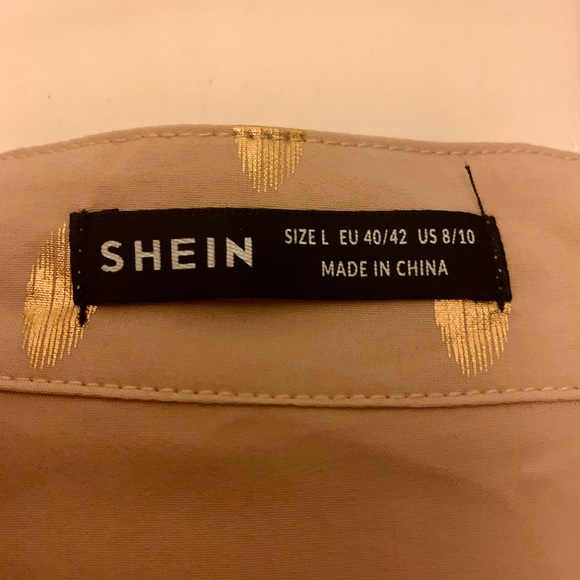 SHEIN
SIZE L EU 40/42 US 8/10
MADE IN CHINA